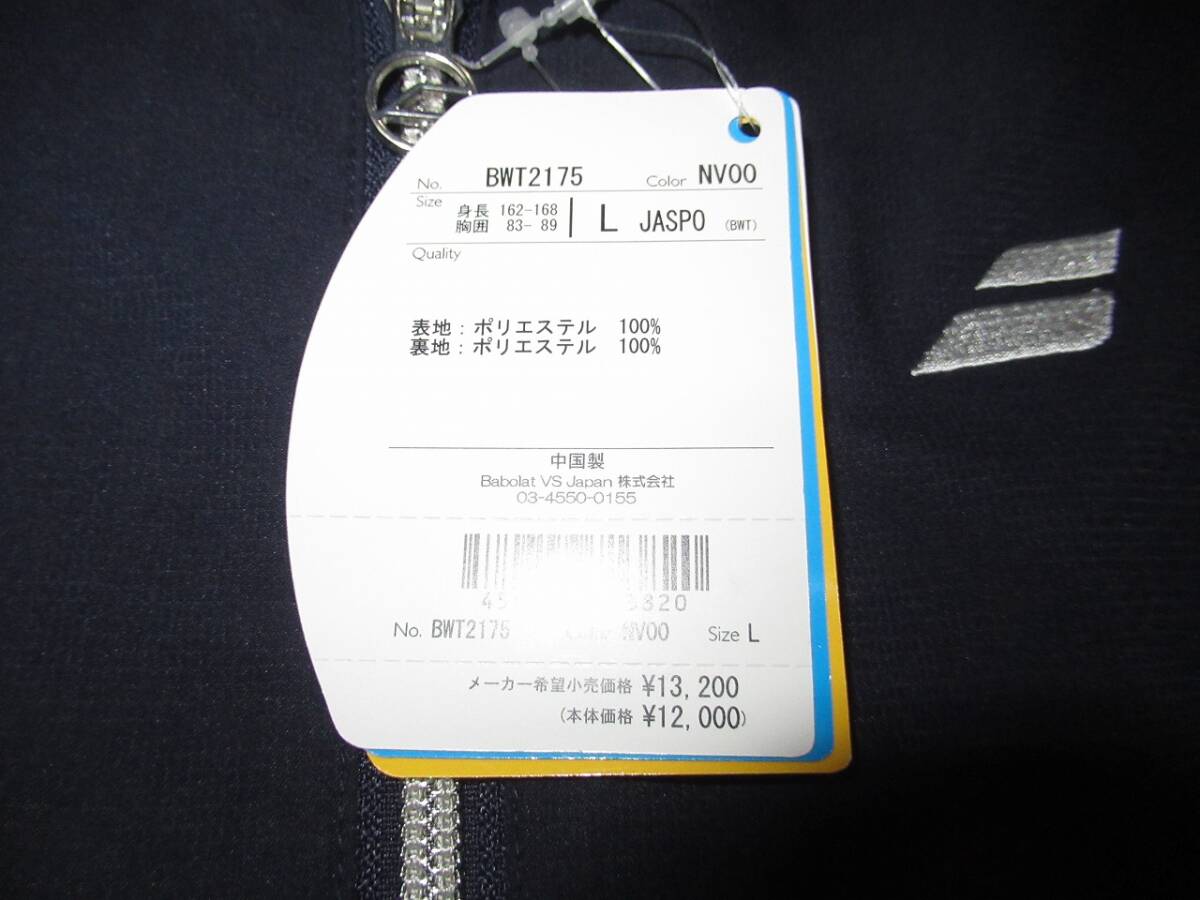 No. BWT2175 Color NV00
Size 身長 162-168 L JASPO (BWT)
胸囲 83- 89
Quality
表地：ポリエステル 100%
裏地：ポリエステル 100%
中国製
Babolat VS Japan 株式会社
03-4550-0155
No. BWT2175 NV00 Size L
メーカー希望小売価格 ¥13,200
(本体価格 ¥12,000)